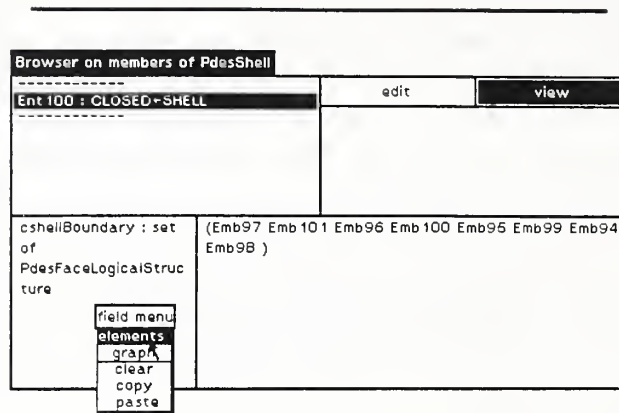 Browser on members of PdesShell
Ent 100 : CLOSED←SHELL
edit
view
cshellBoundary : set
of
PdesFaceLogicalStruc
ture
(Emb97 Emb101 Emb96 Emb100 Emb95 Emb99 Emb94
Emb98 )
field menu
elements
graph
clear
copy
paste